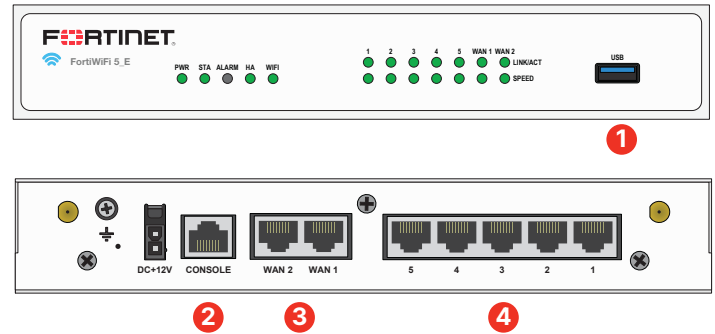 FORTINET.
FortiWiFi 5_E
PWR STA ALARM HA WIFI
1 2 3 4 5 WAN 1 WAN 2
LINK/ACT
SPEED
USB
1
DC+12V CONSOLE WAN 2 WAN 1 5 4 3 2 1
2 3 4